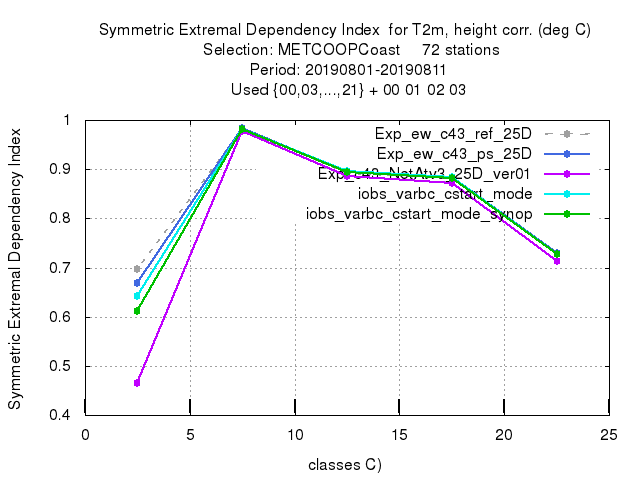 Symmetric Extremal Dependency Index for T2m, height corr. (deg C)
Selection: METCOOPCoast 72 stations
Period: 20190801-20190811
Used {00,03,...,21} + 00 01 02 03
Symmetric Extremal Dependency Index
1
0.9
0.8
0.7
0.6
0.5
0.4
Exp_ew_c43_ref_25D
Exp_ew_c43_ps_25D
Exp_c43_NotAtv3_25D_ver01
iobs_varbc_cstart_mode
iobs_varbc_cstart_mode_synop
0 5 10 15 20 25
classes C)